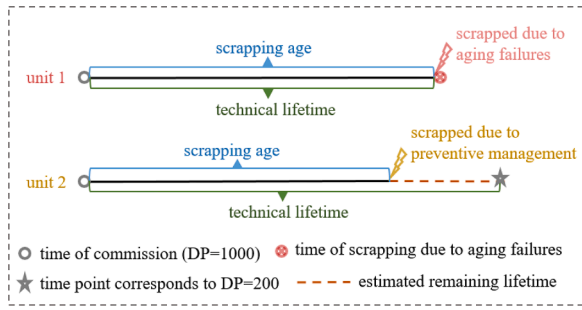 scrapped due to
aging failures
scrapping age
unit 1
technical lifetime
scrapped due to
preventive management
scrapping age
unit 2
technical lifetime
time of commission (DP=1000)
time of scrapping due to aging failures
time point corresponds to DP=200
estimated remaining lifetime